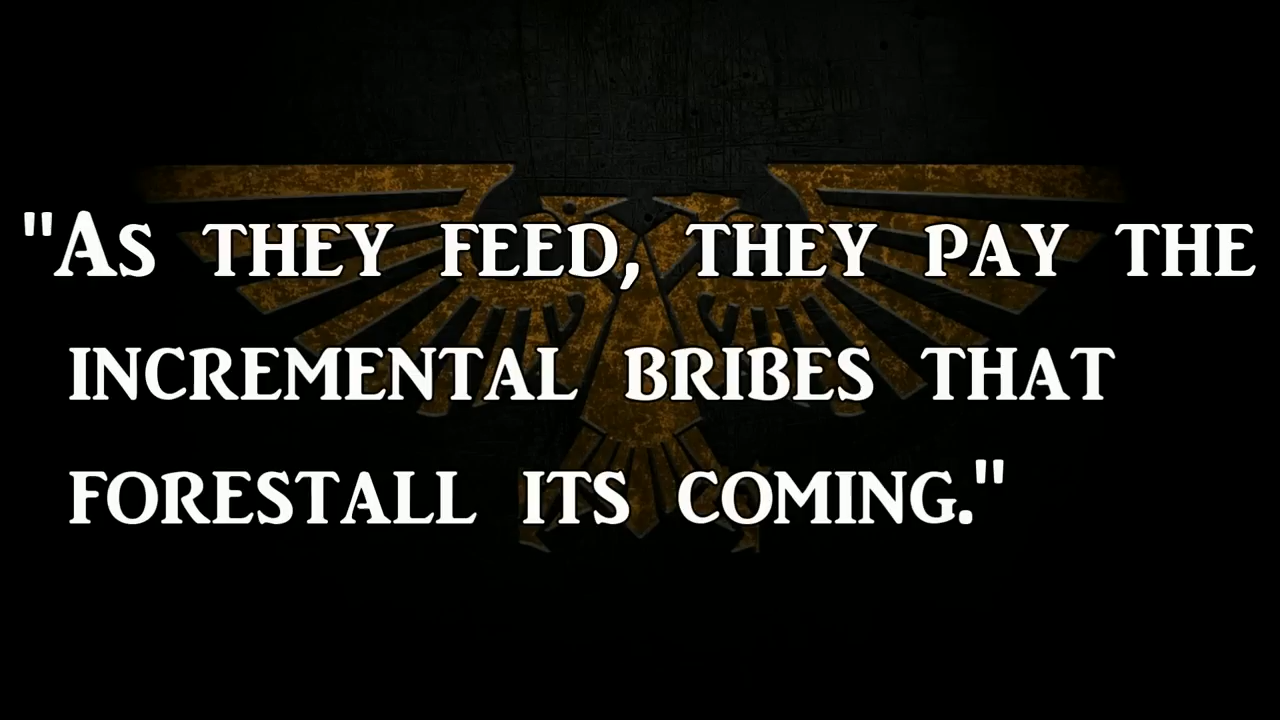 "As they feed, they pay the
incremental bribes that
forestall its coming."